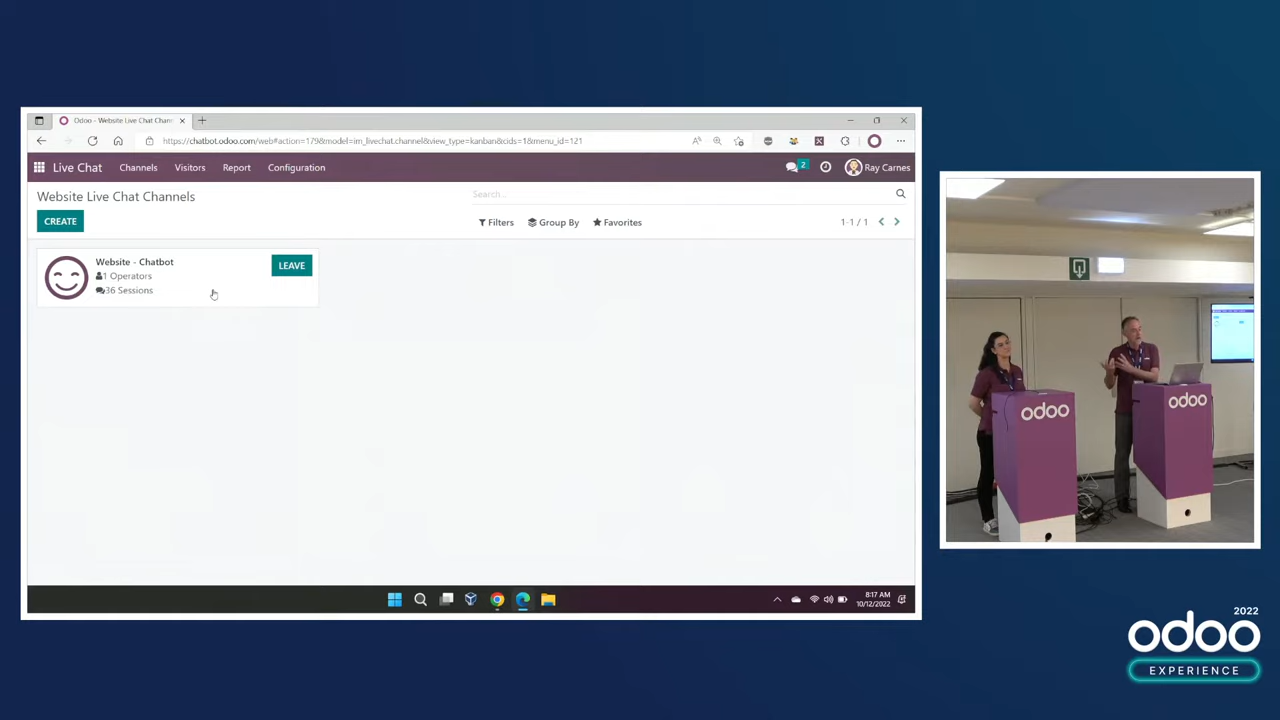 Odoo - Website Live Chat Chann
https://chatbot.odoo.com/web#action=179&model=im_livechat.channel&view_type=kanban&cids=1&menu_id=121
Live Chat Channels Visitors Report Configuration
2
Ray Carnes
Website Live Chat Channels
Search...
CREATE
Filters Group By Favorites
1-1 / 1
Website - Chatbot
LEAVE
1 Operators
36 Sessions
8:17 AM
10/12/2022
odoo
odoo
2022
odoo
EXPERIENCE